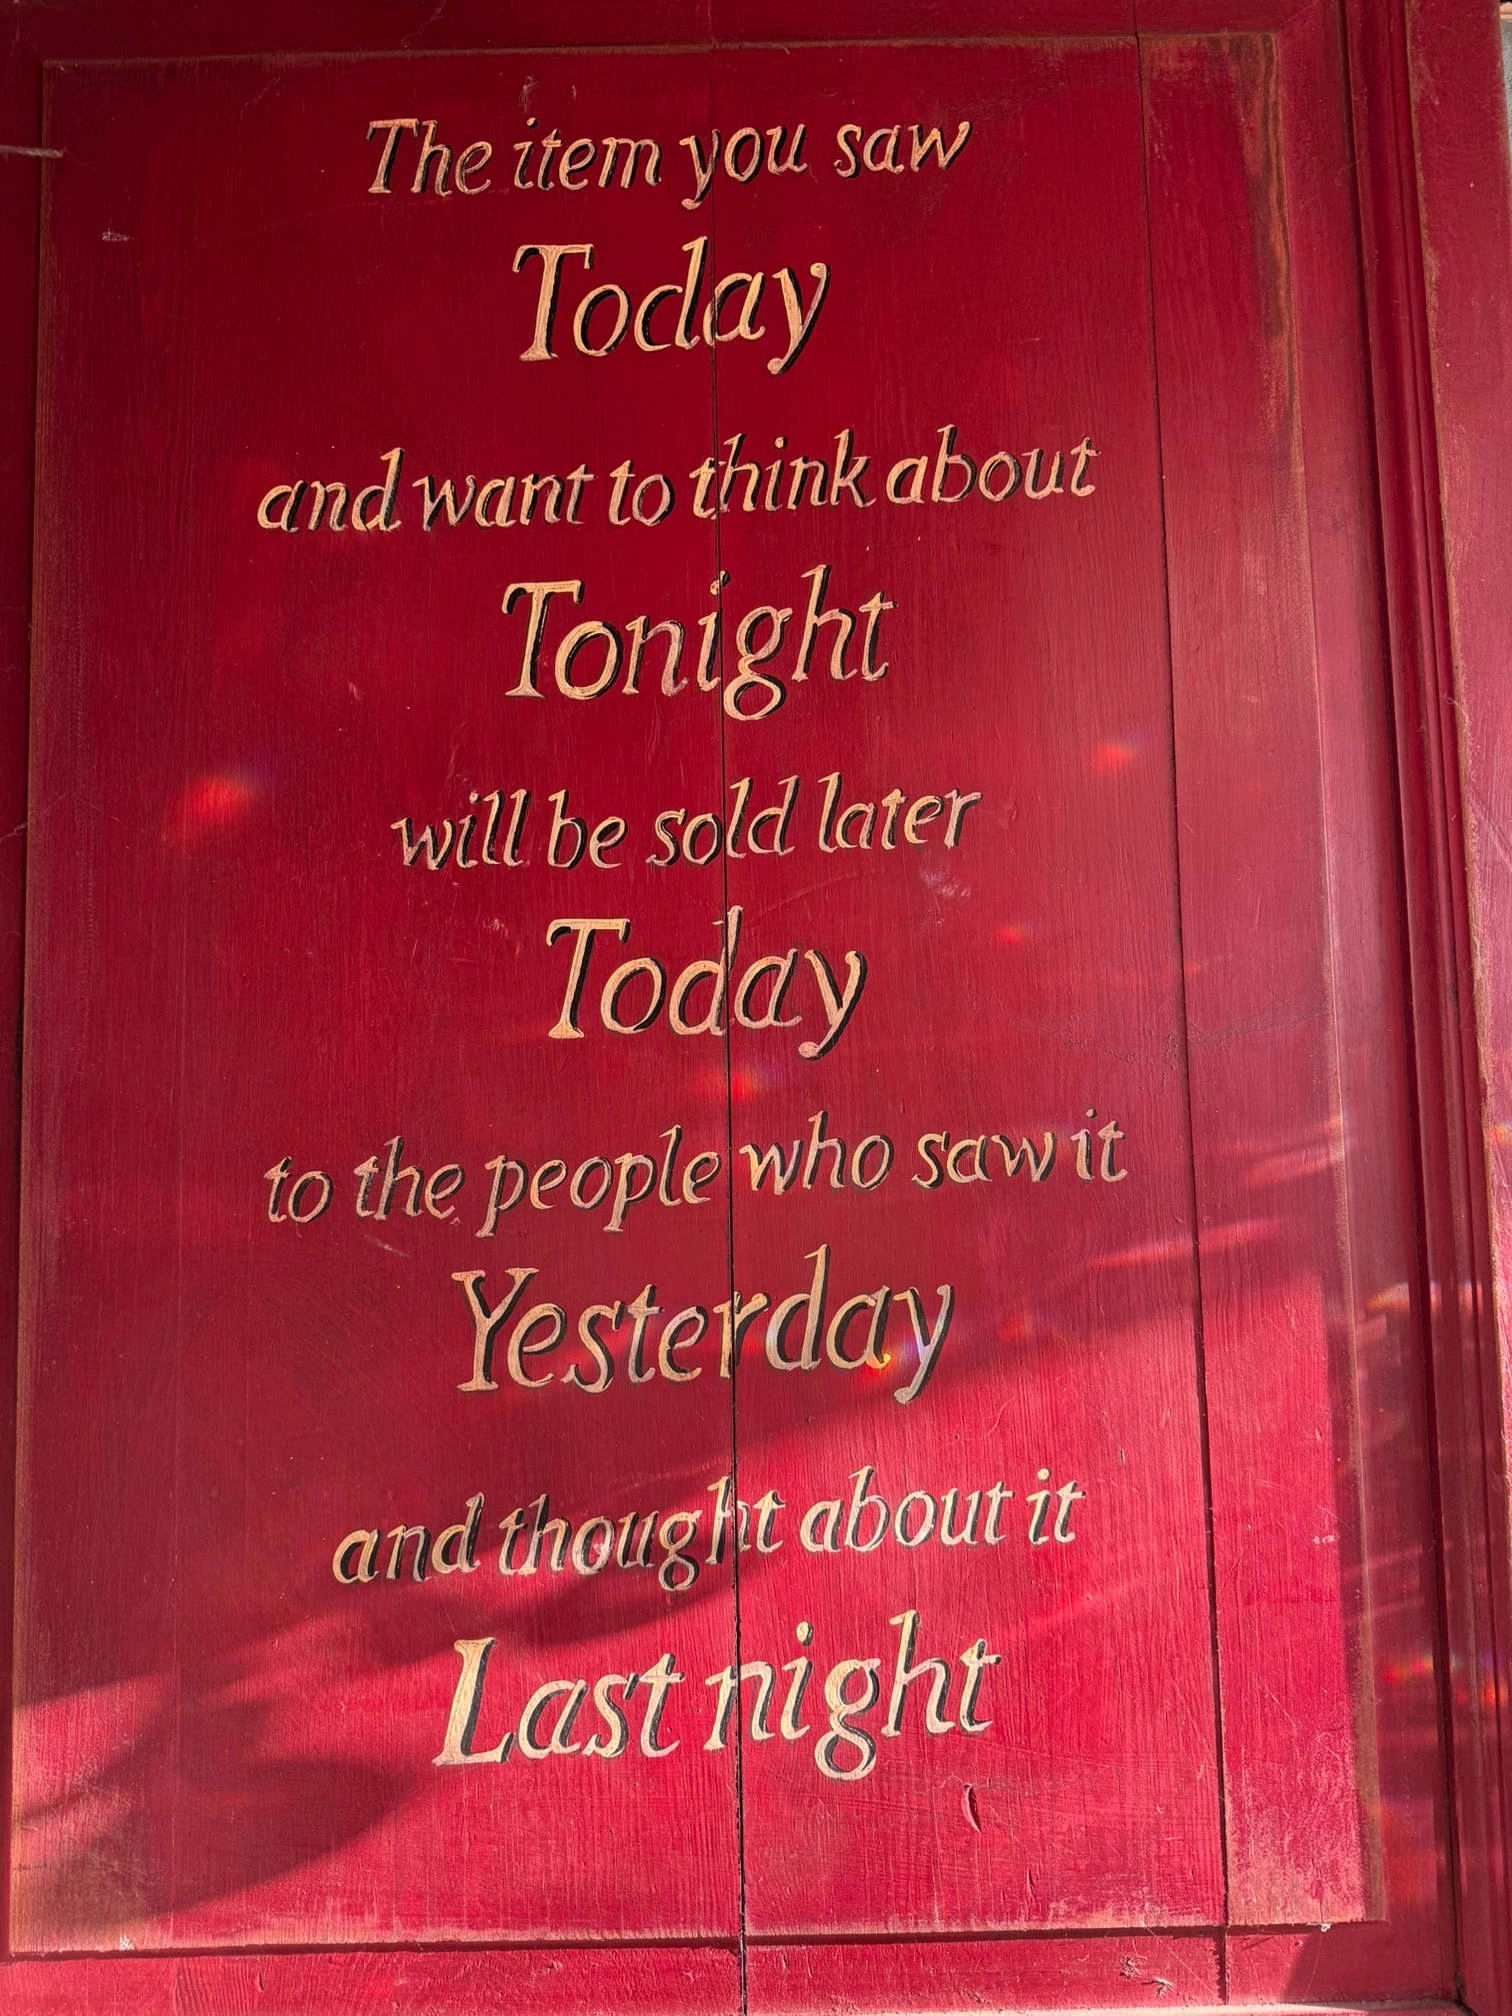 The item you saw
Today
and want to think about
Tonight
will be sold later
Today
to the people who saw it
Yesterday
and thought about it
Last night